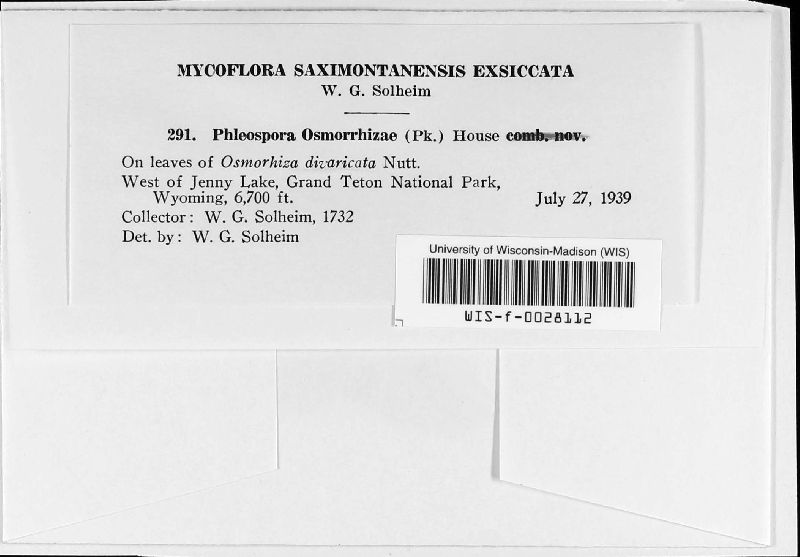 MYCOFLORA SAXIMONTANENSIS EXSICCATA
W. G. Solheim
291. Phleospora Osmorrhizae (Pk.) House comb. nov.
On leaves of Osmorhiza divaricata Nutt.
West of Jenny Lake, Grand Teton National Park,
Wyoming, 6,700 ft. July 27, 1939
Collector: W. G. Solheim, 1732
Det. by: W. G. Solheim
University of Wisconsin-Madison (WIS)
WIS-f-0028112